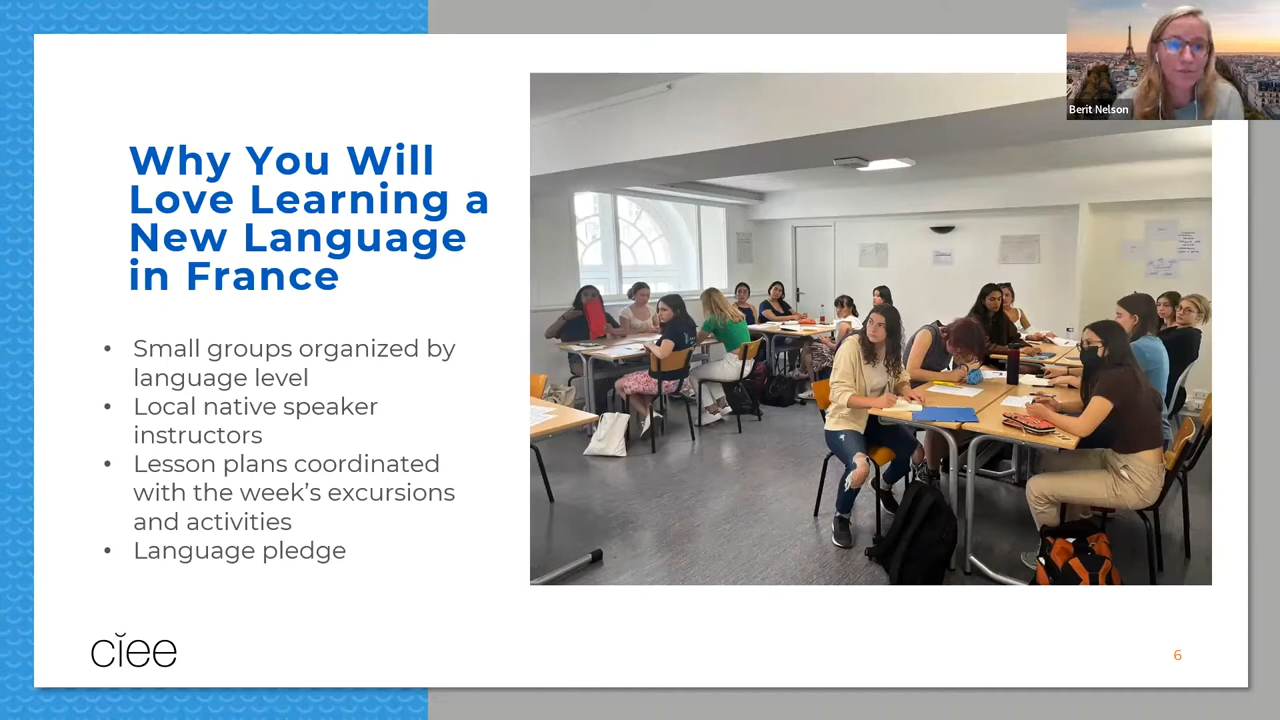 Berit Nelson
Why You Will
Love Learning a
New Language
in France
• Small groups organized by
language level
• Local native speaker
instructors
• Lesson plans coordinated
with the week’s excursions
and activities
• Language pledge
ciee
6